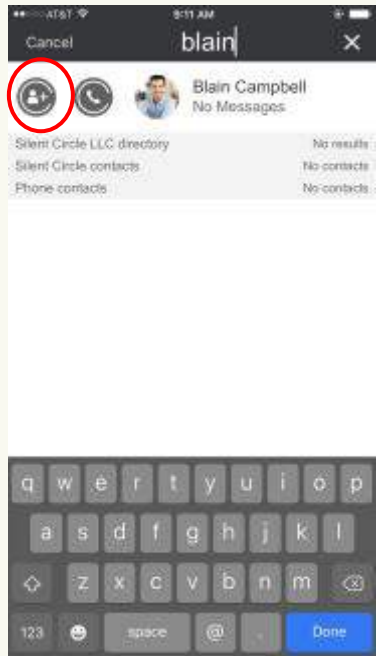 AT&T 8:11 AM
Cancel blain
Blain Campbell
No Messages
Silent Circle LLC directory No results
Silent Circle contacts No contacts
Phone contacts No contacts
q w e r t y u i o p
a s d f g h j k l
z x c v b n m
123 space @ . Done